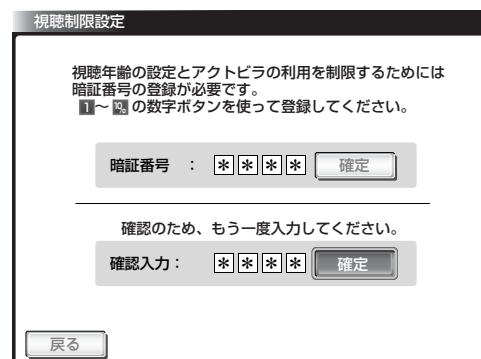 視聴制限設定
視聴年齢の設定とアクトビラの利用を制限するためには
暗証番号の登録が必要です。
1～10の数字ボタンを使って登録してください。
暗証番号 : ＊＊＊＊ 確定
確認のため、もう一度入力してください。
確認入力： ＊＊＊＊ 確定
戻る